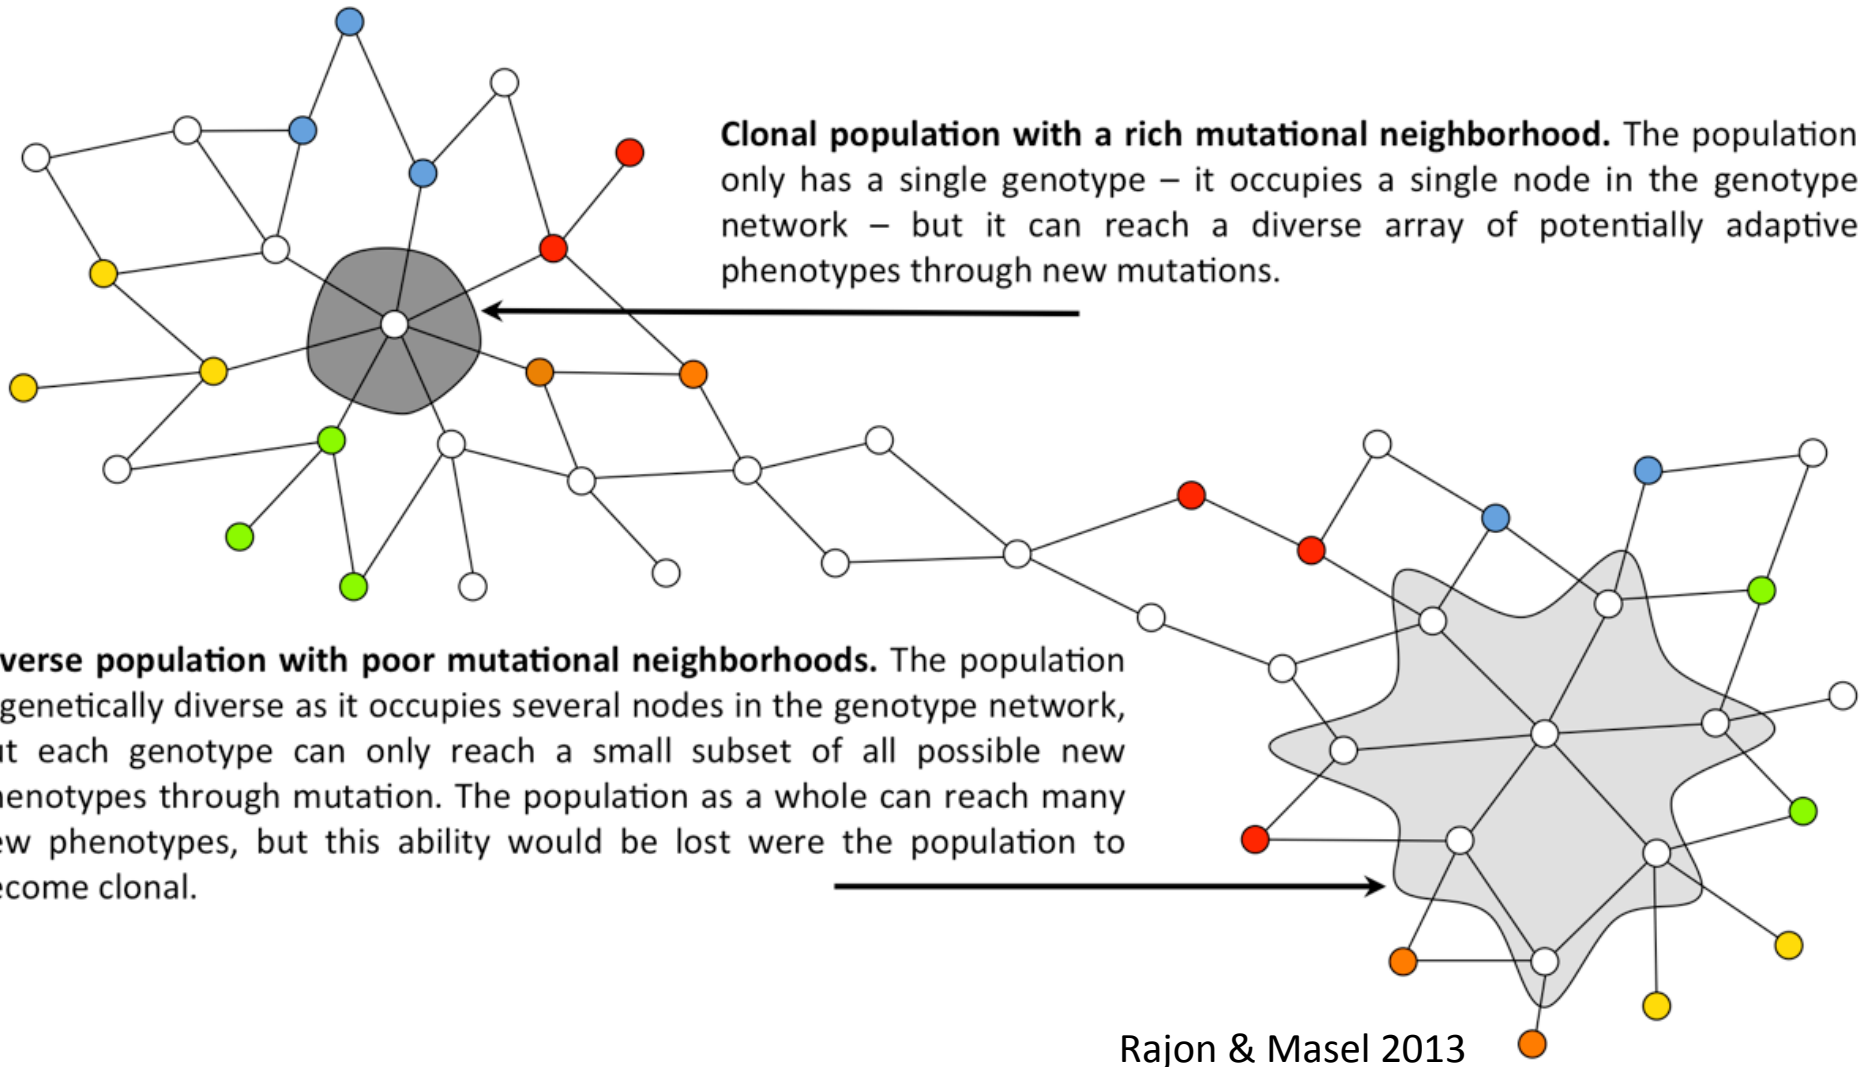 Clonal population with a rich mutational neighborhood. The population
only has a single genotype – it occupies a single node in the genotype
network – but it can reach a diverse array of potentially adaptive
phenotypes through new mutations.
verse population with poor mutational neighborhoods. The population
genetically diverse as it occupies several nodes in the genotype network,
ut each genotype can only reach a small subset of all possible new
henotypes through mutation. The population as a whole can reach many
ew phenotypes, but this ability would be lost were the population to
ecome clonal.
Rajon & Masel 2013